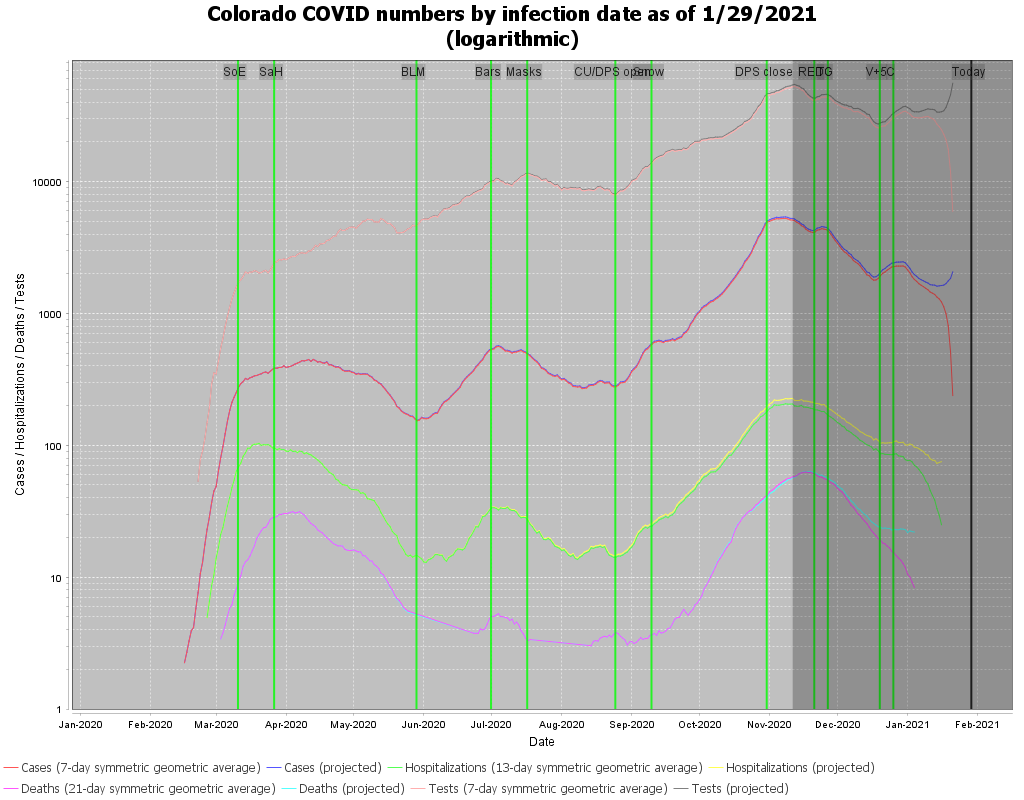 Colorado COVID numbers by infection date as of 1/29/2021
(logarithmic)
SoE SaH BLM Bars Masks CU/DPS open Snow DPS close RED TG V+5C Today
10000
1000
100
10
1
Cases / Hospitalizations / Deaths / Tests
Jan-2020 Feb-2020 Mar-2020 Apr-2020 May-2020 Jun-2020 Jul-2020 Aug-2020 Sep-2020 Oct-2020 Nov-2020 Dec-2020 Jan-2021 Feb-2021
Date
Cases (7-day symmetric geometric average) Cases (projected) Hospitalizations (13-day symmetric geometric average) Hospitalizations (projected)
Deaths (21-day symmetric geometric average) Deaths (projected) Tests (7-day symmetric geometric average) Tests (projected)